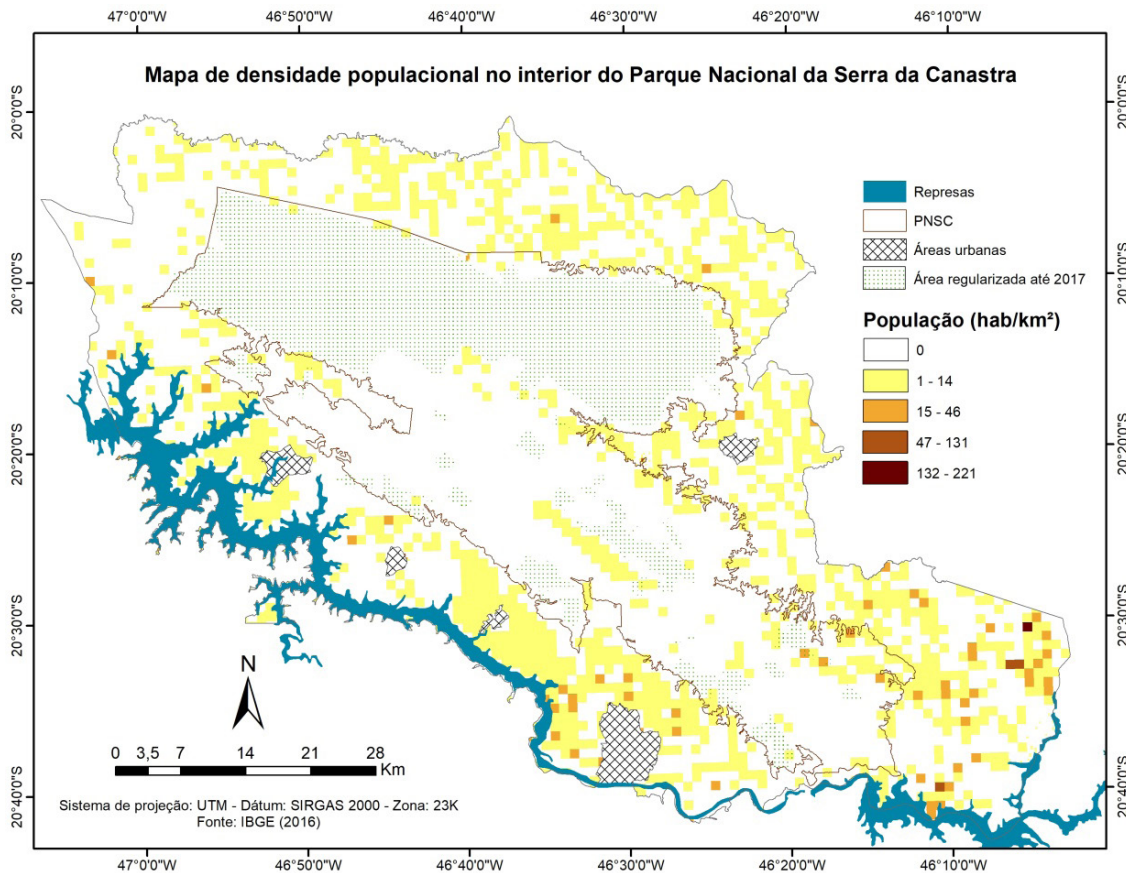 47°0'0"W 46°50'0"W 46°40'0"W 46°30'0"W 46°20'0"W 46°10'0"W
Mapa de densidade populacional no interior do Parque Nacional da Serra da Canastra
20°0'0"S
20°0'0"S
Represas
PNSC
Áreas urbanas
Área regularizada até 2017
20°10'0"S
20°10'0"S
População (hab/km²)
0
1 - 14
15 - 46
47 - 131
132 - 221
20°20'0"S
20°20'0"S
20°30'0"S
20°30'0"S
N
0 3,5 7 14 21 28
Km
20°40'0"S
20°40'0"S
Sistema de projeção: UTM - Dátum: SIRGAS 2000 - Zona: 23K
Fonte: IBGE (2016)
47°0'0"W 46°50'0"W 46°40'0"W 46°30'0"W 46°20'0"W 46°10'0"W